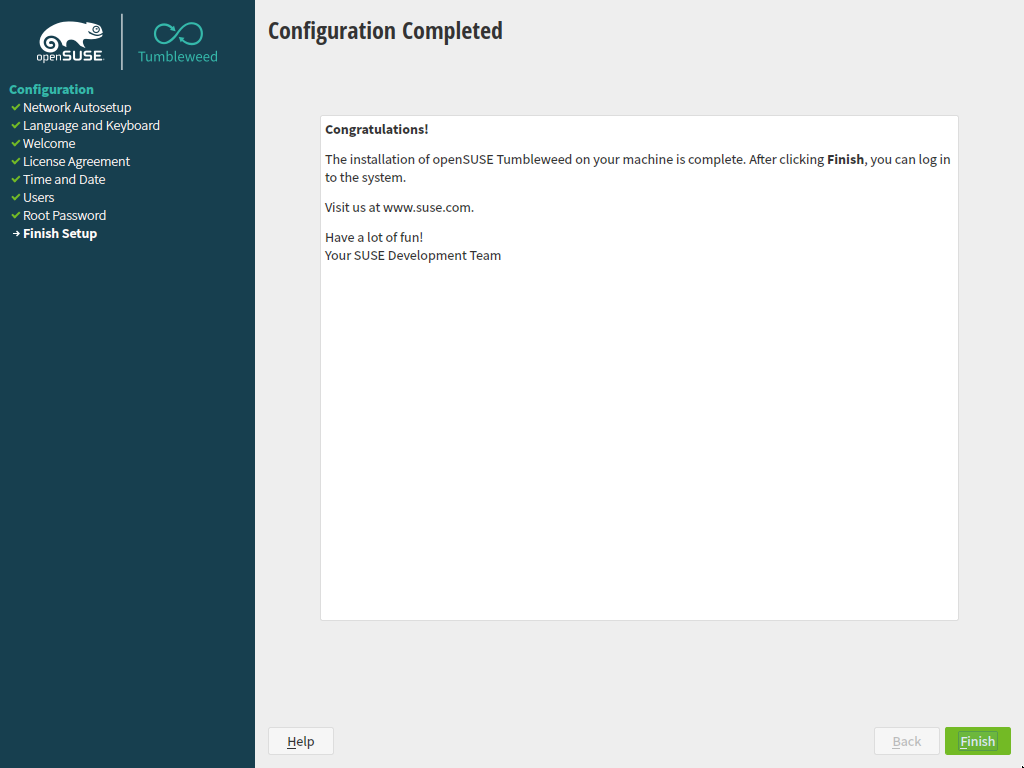 openSUSE
Tumbleweed
Configuration
Network Autosetup
Language and Keyboard
Welcome
License Agreement
Time and Date
Users
Root Password
Finish Setup
Configuration Completed
Congratulations!
The installation of openSUSE Tumbleweed on your machine is complete. After clicking Finish, you can log in
to the system.
Visit us at www.suse.com.
Have a lot of fun!
Your SUSE Development Team
Help
Back
Finish